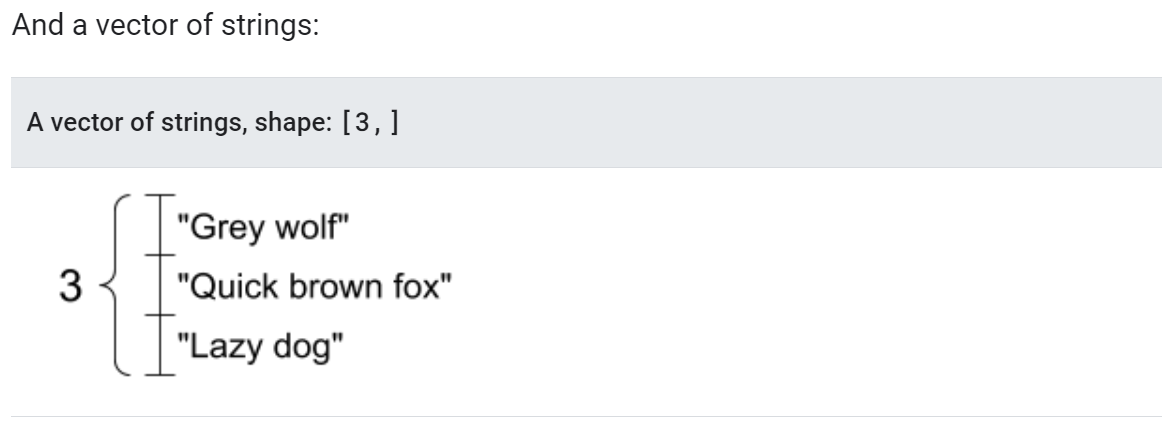 And a vector of strings:
A vector of strings, shape: [3, ]
"Grey wolf"
3 "Quick brown fox"
"Lazy dog"